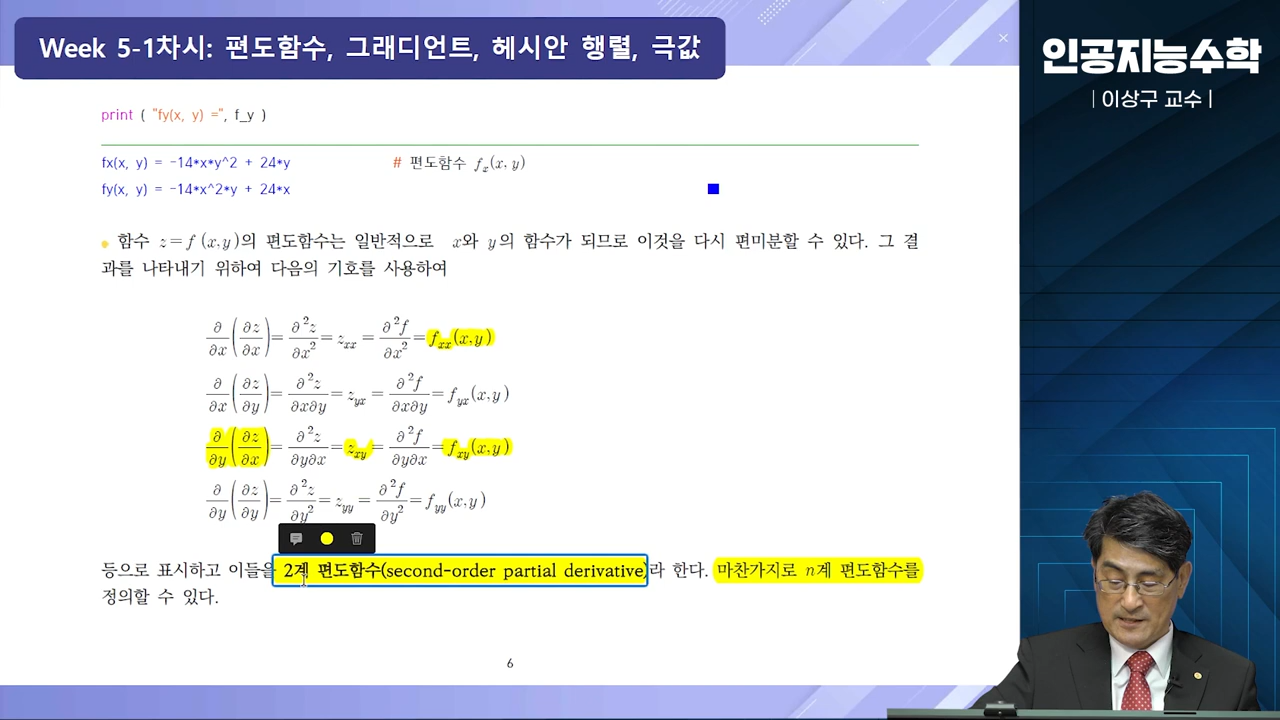 Week 5-1차시: 편도함수, 그래디언트, 헤시안 행렬, 극값
인공지능수학
| 이상구 교수 |
print ( "fy(x, y) =", f_y )
fx(x, y) = -14*x*y^2 + 24*y # 편도함수 fₓ(x, y)
fy(x, y) = -14*x^2*y + 24*x
함수 z=f (x,y)의 편도함수는 일반적으로 x와 y의 함수가 되므로 이것을 다시 편미분할 수 있다. 그 결
과를 나타내기 위하여 다음의 기호를 사용하여
∂/∂x(∂z/∂x)= ∂²z/∂x² = z_xx = ∂²f/∂x² = f_xx(x,y)
∂/∂x(∂z/∂y)= ∂²z/∂x∂y = z_yx = ∂²f/∂x∂y = f_yx(x,y)
∂/∂y(∂z/∂x)= ∂²z/∂y∂x = z_xy = ∂²f/∂y∂x = f_xy(x,y)
∂/∂y(∂z/∂y)= ∂²z/∂y² = z_yy = ∂²f/∂y² = f_yy(x,y)
등으로 표시하고 이들을 2계 편도함수(second-order partial derivative)라 한다. 마찬가지로 n계 편도함수를
정의할 수 있다.
6